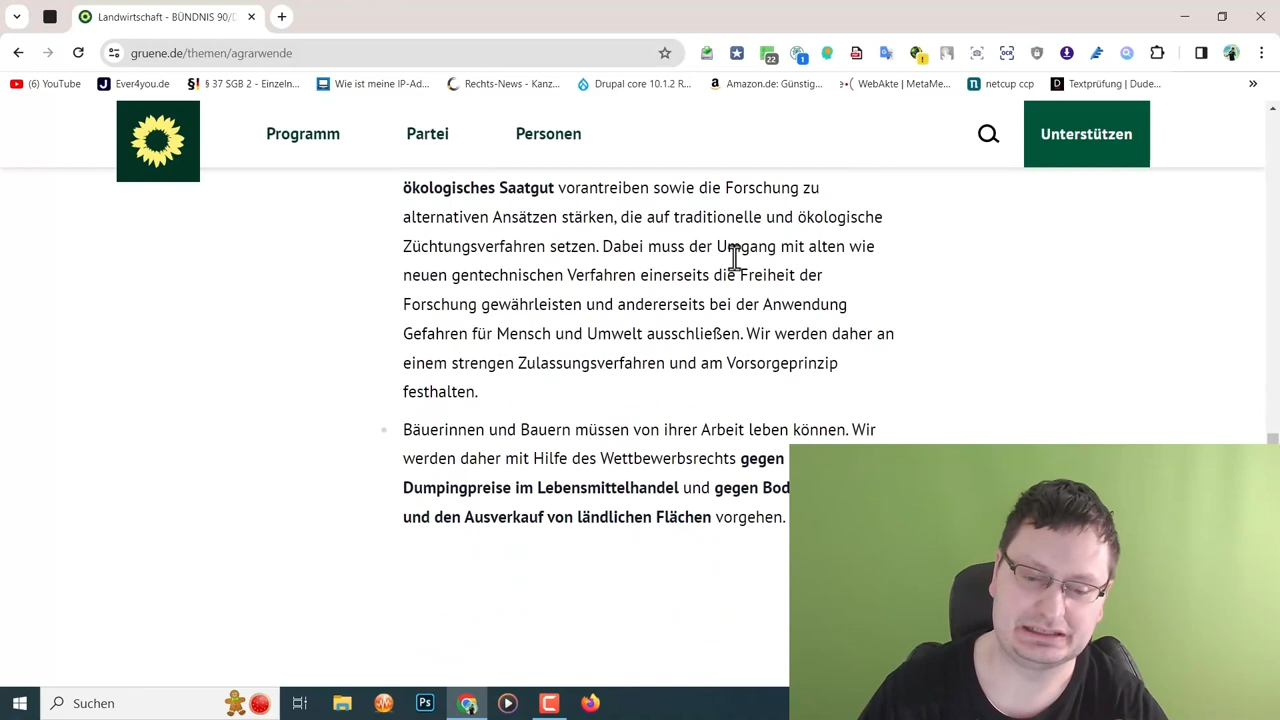 Landwirtschaft - BÜNDNIS 90/D
gruene.de/themen/agrarwende
22
1
OCR
(6) YouTube
Ever4you.de
§ 37 SGB 2 - Einzeln...
Wie ist meine IP-Ad...
Rechts-News - Kanz...
Drupal core 10.1.2 R...
Amazon.de: Günstig...
WebAkte | MetaMe...
netcup ccp
Textprüfung | Dude...
Programm
Partei
Personen
Unterstützen
ökologisches Saatgut vorantreiben sowie die Forschung zu
alternativen Ansätzen stärken, die auf traditionelle und ökologische
Züchtungsverfahren setzen. Dabei muss der Umgang mit alten wie
neuen gentechnischen Verfahren einerseits die Freiheit der
Forschung gewährleisten und andererseits bei der Anwendung
Gefahren für Mensch und Umwelt ausschließen. Wir werden daher an
einem strengen Zulassungsverfahren und am Vorsorgeprinzip
festhalten.
Bäuerinnen und Bauern müssen von ihrer Arbeit leben können. Wir
werden daher mit Hilfe des Wettbewerbsrechts gegen
Dumpingpreise im Lebensmittelhandel und gegen Bod
und den Ausverkauf von ländlichen Flächen vorgehen.
Suchen
Ps